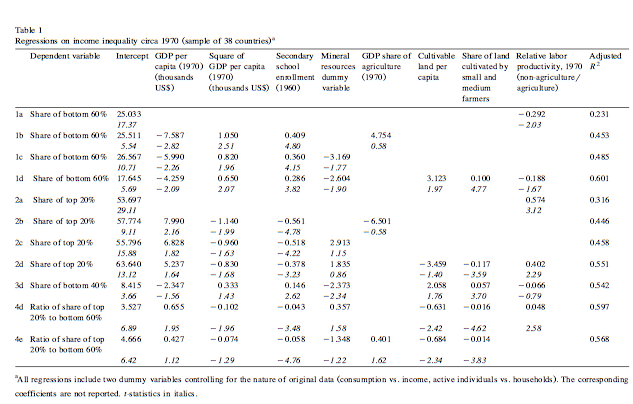 Table 1
Regressions on income inequality circa 1970 (sample of 38 countries)a
Dependent variable Intercept GDP per capita (1970) (thousands US$) Square of GDP per capita (1970) (thousands US$) Secondary school enrollment (1960) Mineral resources dummy variable GDP share of agriculture (1970) Cultivable land per capita Share of land cultivated by small and medium farmers Relative labor productivity, 1970 (non-agriculture/agriculture) Adjusted R2
1a Share of bottom 60% 25.033 −0.292 0.231
17.37 −2.03
1b Share of bottom 60% 25.511 −7.587 1.050 0.409 4.754 0.453
5.54 −2.82 2.51 4.80 0.58
1c Share of bottom 60% 26.567 −5.990 0.820 0.360 −3.169 0.485
10.71 −2.26 1.96 4.15 −1.77
1d Share of bottom 60% 17.645 −4.259 0.650 0.286 −2.604 3.123 0.100 −0.188 0.601
5.69 −2.09 2.07 3.82 −1.90 1.97 4.77 −1.67
2a Share of top 20% 53.697 0.574 0.316
29.11 3.12
2b Share of top 20% 57.774 7.990 −1.140 −0.561 −6.501 0.446
9.11 2.16 −1.99 −4.78 −0.58
2c Share of top 20% 55.796 6.828 −0.960 −0.518 2.913 0.458
15.88 1.82 −1.63 −4.22 1.15
2d Share of top 20% 63.640 5.237 −0.830 −0.378 1.835 −3.459 −0.117 0.402 0.551
13.12 1.64 −1.68 −3.23 0.86 −1.40 −3.59 2.29
3d Share of bottom 40% 8.415 −2.347 0.333 0.146 −2.373 2.058 0.057 −0.066 0.542
3.66 −1.56 1.43 2.62 −2.34 1.76 3.70 −0.79
4d Ratio of share of top 20% to bottom 60% 3.527 0.655 −0.102 −0.043 0.357 −0.631 −0.016 0.048 0.597
6.89 1.95 −1.96 −3.48 1.58 −2.42 −4.62 2.58
4e Ratio of share of top 20% to bottom 60% 4.666 0.427 −0.074 −0.058 −1.348 0.401 −0.684 −0.014 0.568
6.42 1.12 −1.29 −4.76 −1.22 1.62 −2.34 −3.83
aAll regressions include two dummy variables controlling for the nature of original data (consumption vs. income, active individuals vs. households). The corresponding
coefficients are not reported. t-statistics in italics.